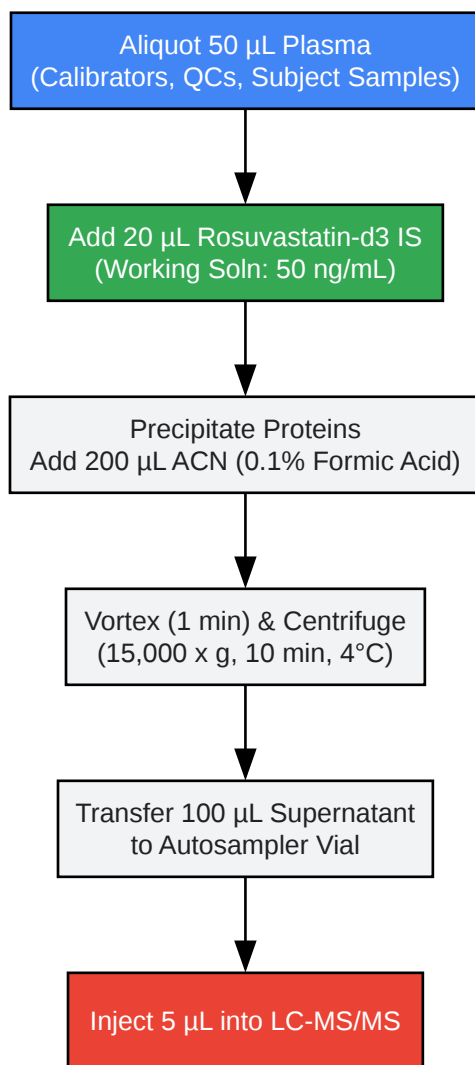 Aliquot 50 µL Plasma
(Calibrators, QCs, Subject Samples)
Add 20 µL Rosuvastatin-d3 IS
(Working Soln: 50 ng/mL)
Precipitate Proteins
Add 200 µL ACN (0.1% Formic Acid)
Vortex (1 min) & Centrifuge
(15,000 x g, 10 min, 4°C)
Transfer 100 µL Supernatant
to Autosampler Vial
Inject 5 µL into LC-MS/MS